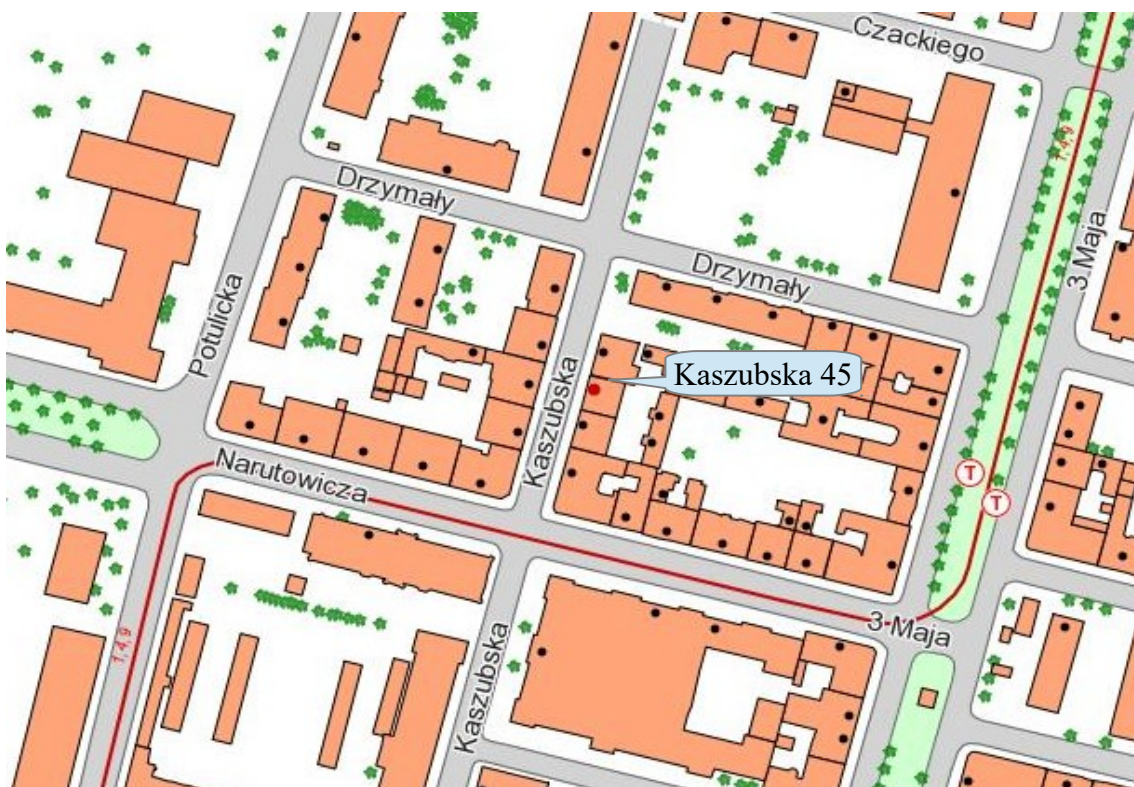 Czackiego
1, 4, 9
Drzymały
3 Maja
Potulicka
Drzymały
Kaszubska 45
Kaszubska
Narutowicza
T
T
3 Maja
1, 4, 9
Kaszubska